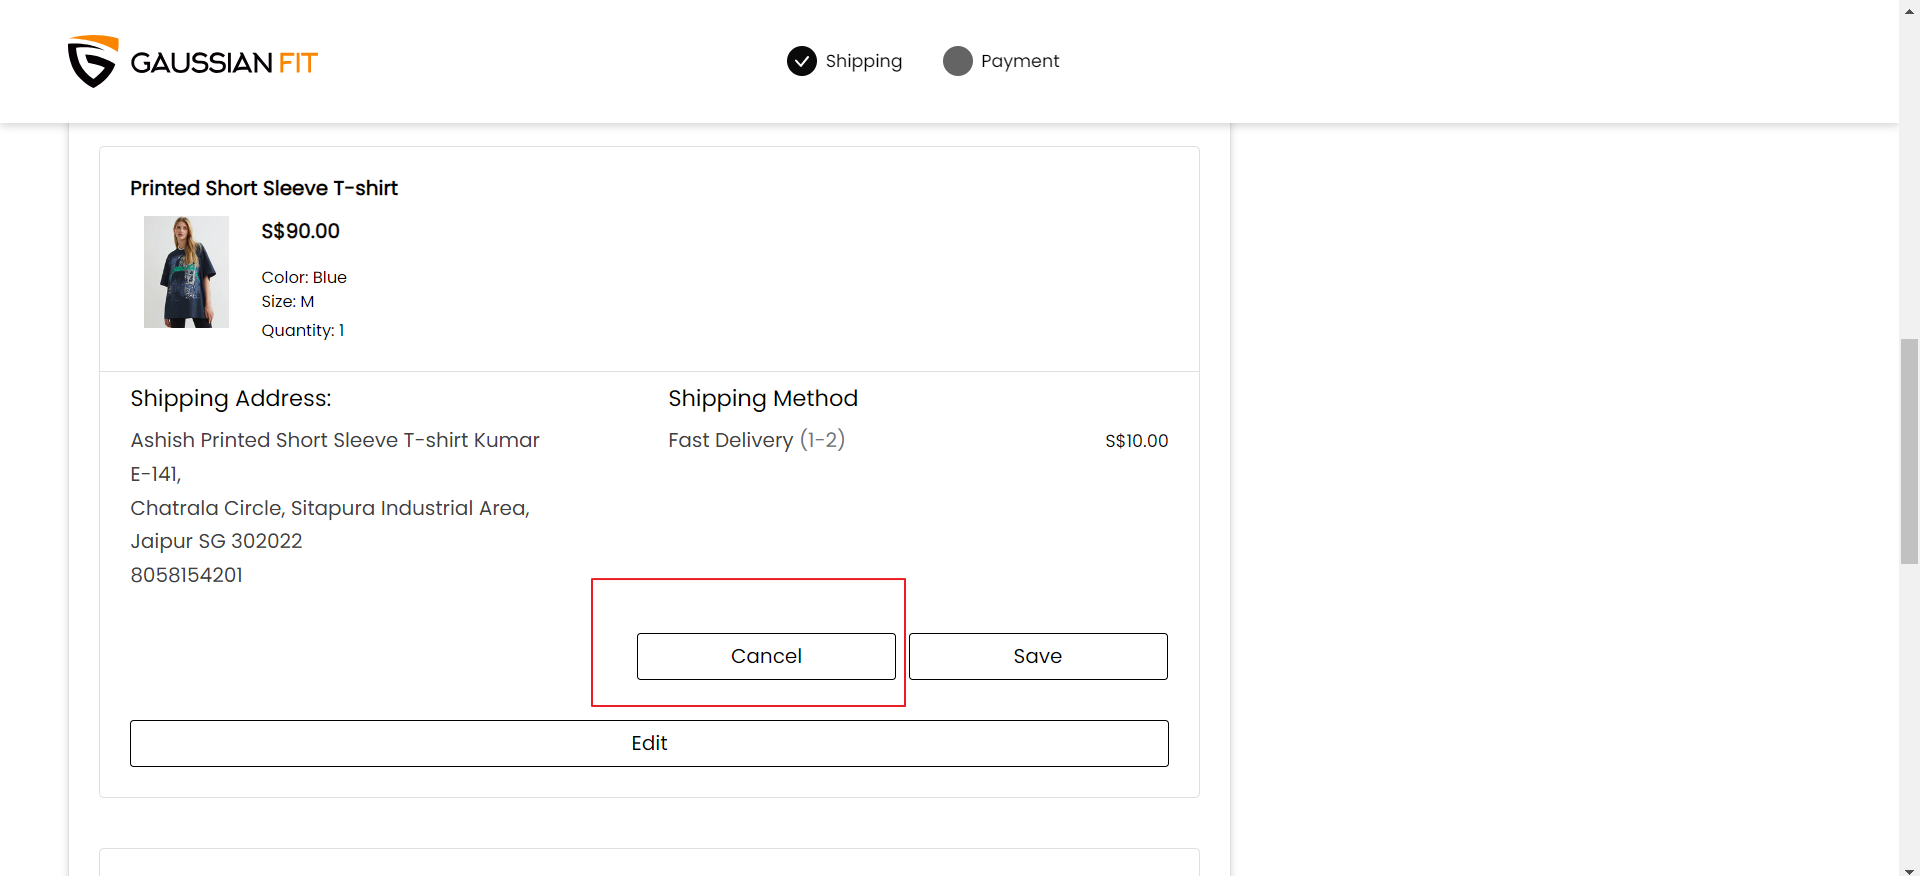 GAUSSIAN FIT
Shipping
Payment
Printed Short Sleeve T-shirt
S$90.00
Color: Blue
Size: M
Quantity: 1
Shipping Address:
Ashish Printed Short Sleeve T-shirt Kumar
E-141,
Chatrala Circle, Sitapura Industrial Area,
Jaipur SG 302022
8058154201
Shipping Method
Fast Delivery (1-2) S$10.00
Cancel
Save
Edit